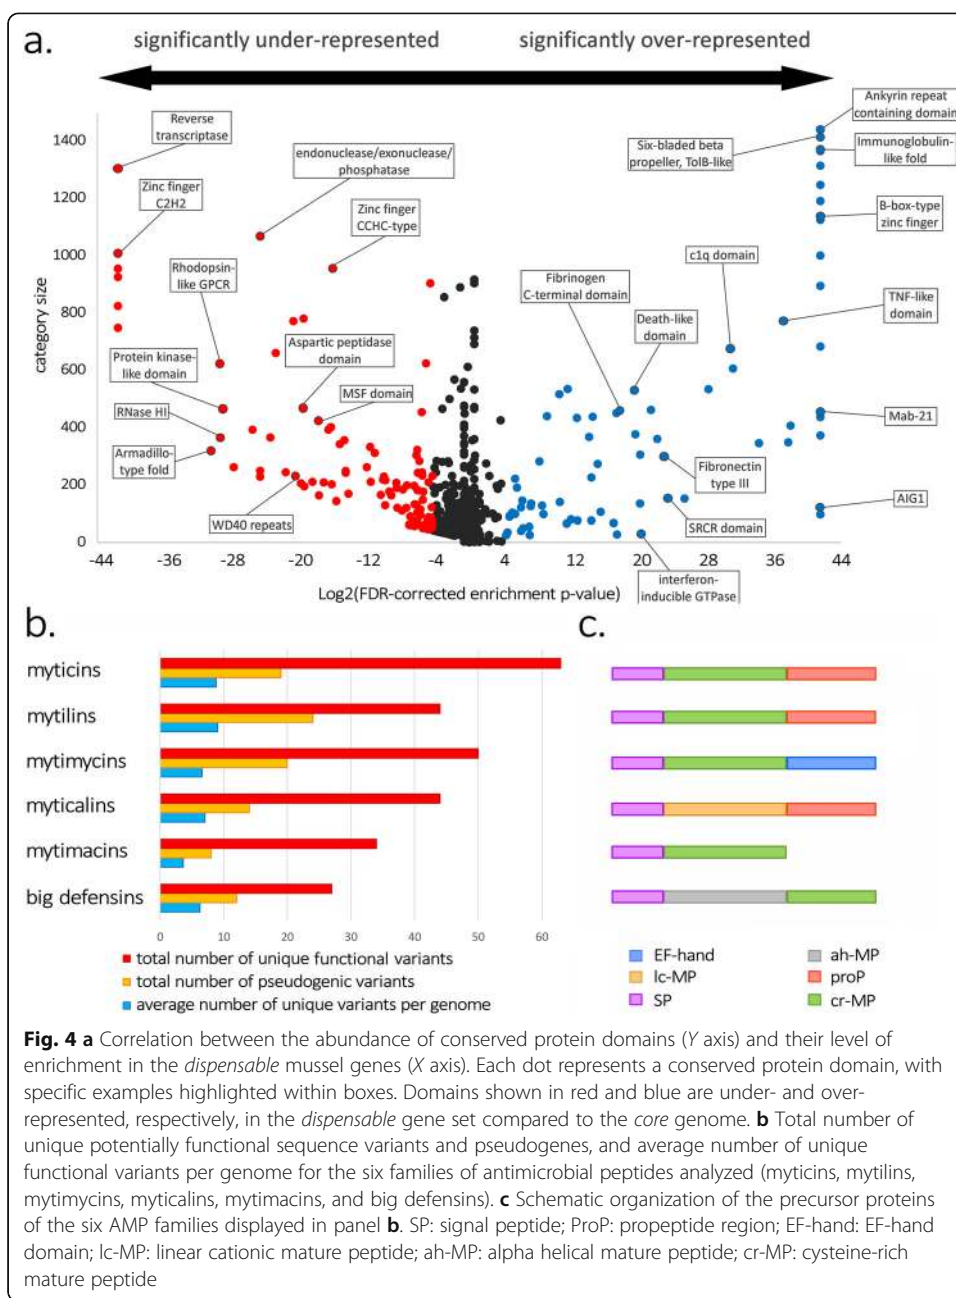 a.
significantly under-represented
significantly over-represented
Reverse
transcriptase
Zinc finger
C2H2
endonuclease/exonuclease/
phosphatase
Zinc finger
CCHC-type
Rhodopsin-
like GPCR
Protein kinase-
like domain
RNase HI
Armadillo-
type fold
Aspartic peptidase
domain
MSF domain
WD40 repeats
Ankyrin repeat
containing domain
Six-bladed beta
propeller, TolB-like
Immunoglobulin-
like fold
B-box-type
zinc finger
c1q domain
Fibrinogen
C-terminal domain
Death-like
domain
TNF-like
domain
Mab-21
Fibronectin
type III
AIG1
SRCR domain
interferon-
inducible GTPase
category size
1400
1200
1000
800
600
400
200
0
-44 -36 -28 -20 -12 -4 4 12 20 28 36 44
Log2(FDR-corrected enrichment p-value)
b.
myticins
mytilins
mytimycins
myticalins
mytimacins
big defensins
0 10 20 30 40 50 60
total number of unique functional variants
total number of pseudogenic variants
average number of unique variants per genome
c.
EF-hand
lc-MP
SP
ah-MP
proP
cr-MP
Fig. 4 a Correlation between the abundance of conserved protein domains (Y axis) and their level of
enrichment in the dispensable mussel genes (X axis). Each dot represents a conserved protein domain, with
specific examples highlighted within boxes. Domains shown in red and blue are under- and over-
represented, respectively, in the dispensable gene set compared to the core genome. b Total number of
unique potentially functional sequence variants and pseudogenes, and average number of unique
functional variants per genome for the six families of antimicrobial peptides analyzed (myticins, mytilins,
mytimycins, myticalins, mytimacins, and big defensins). c Schematic organization of the precursor proteins
of the six AMP families displayed in panel b. SP: signal peptide; ProP: propeptide region; EF-hand: EF-hand
domain; lc-MP: linear cationic mature peptide; ah-MP: alpha helical mature peptide; cr-MP: cysteine-rich
mature peptide